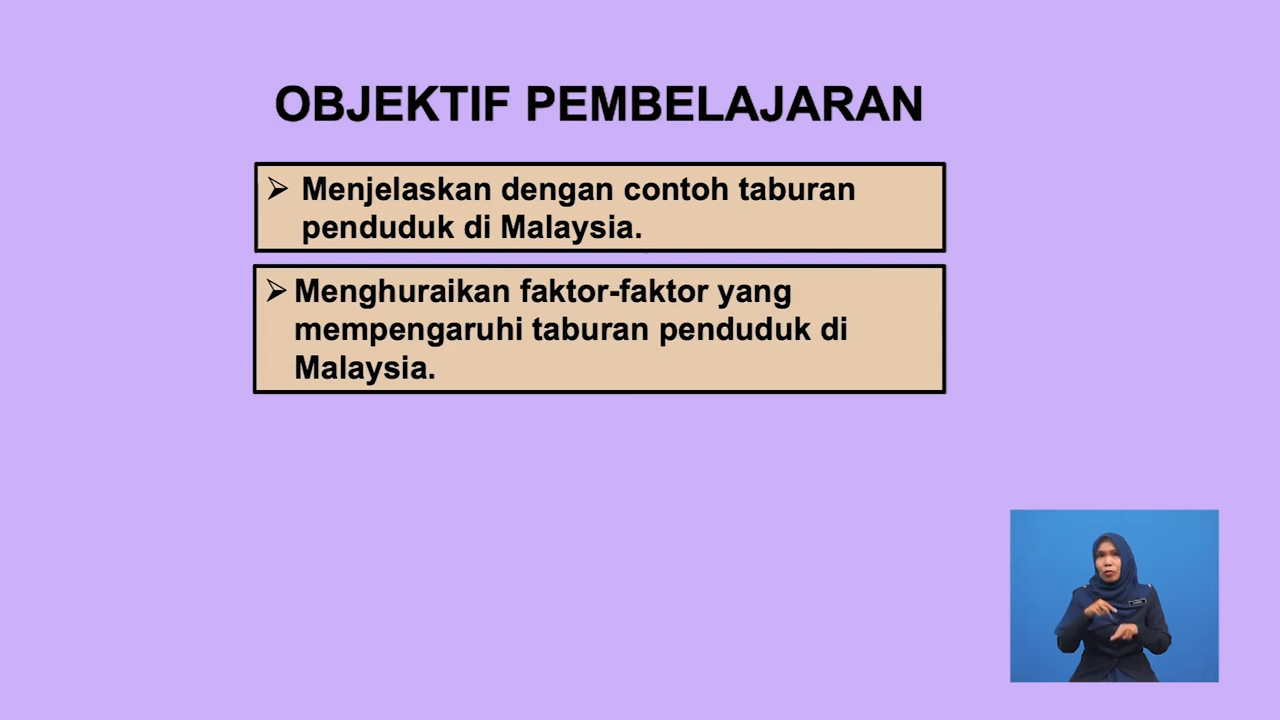 OBJEKTIF PEMBELAJARAN
➢ Menjelaskan dengan contoh taburan
penduduk di Malaysia.
➢ Menghuraikan faktor-faktor yang
mempengaruhi taburan penduduk di
Malaysia.